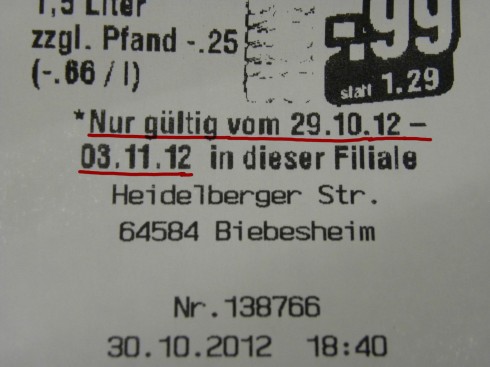 1,5 Liter
zzgl. Pfand -.25
(-.66 / l)
-.99
statt 1.29
*Nur gültig vom 29.10.12 –
03.11.12 in dieser Filiale
Heidelberger Str.
64584 Biebesheim
Nr.138766
30.10.2012 18:40